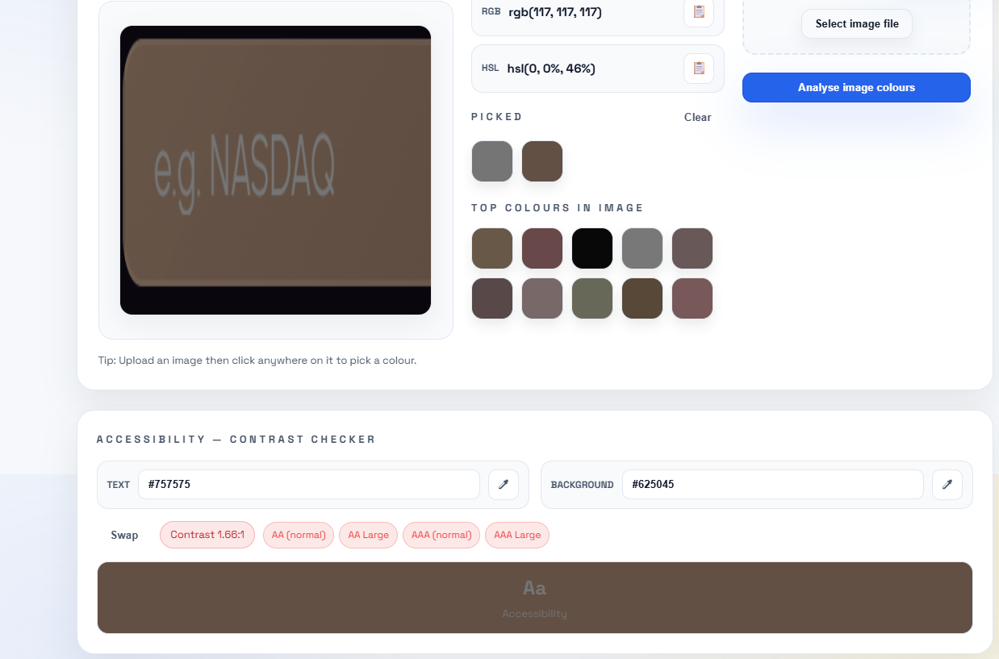 RGB rgb(117, 117, 117)
Select image file
HSL hsl(0, 0%, 46%)
Analyse image colours
PICKED
Clear
e.g. NASDAQ
TOP COLOURS IN IMAGE
Tip: Upload an image then click anywhere on it to pick a colour.
ACCESSIBILITY — CONTRAST CHECKER
TEXT #757575
BACKGROUND #625045
Swap
Contrast 1.66:1
AA (normal)
AA Large
AAA (normal)
AAA Large
Aa
Accessibility